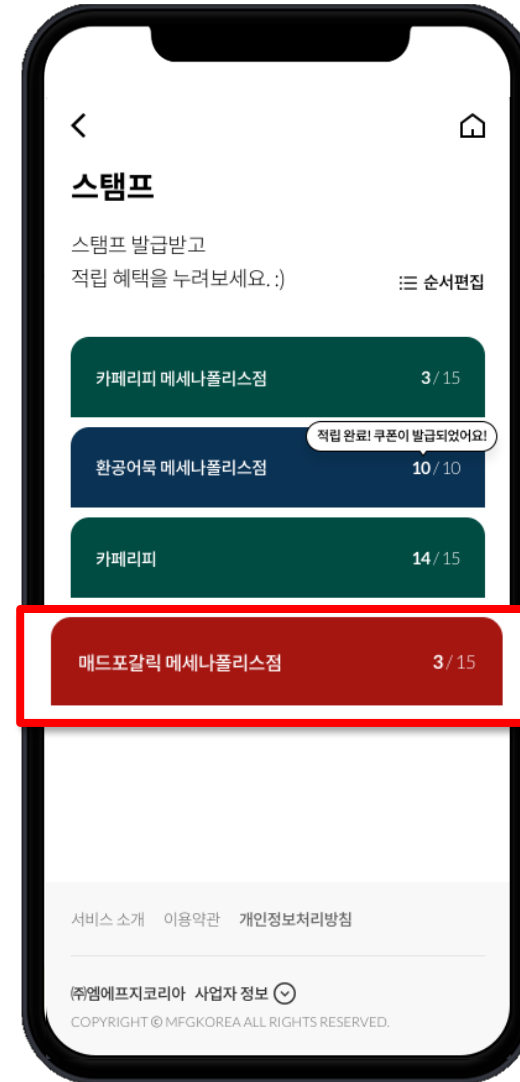 스탬프
스탬프 발급받고
적립 혜택을 누려보세요. :)
순서편집
카페리피 메세나폴리스점 3 / 15
적립 완료! 쿠폰이 발급되었어요!
환공어묵 메세나폴리스점 10 / 10
카페리피 14 / 15
매드포갈릭 메세나폴리스점 3 / 15
서비스 소개 이용약관 개인정보처리방침
㈜엠에프지코리아 사업자 정보
COPYRIGHT © MFGKOREA ALL RIGHTS RESERVED.